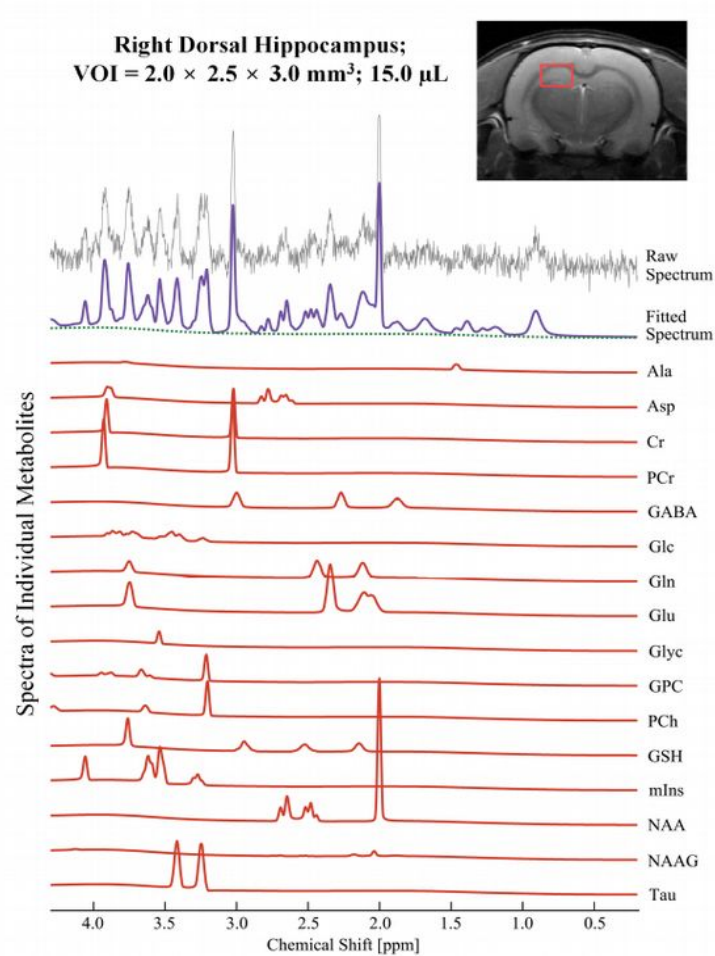 Right Dorsal Hippocampus;
VOI = 2.0 × 2.5 × 3.0 mm³; 15.0 μL
Raw
Spectrum
Fitted
Spectrum
Spectra of Individual Metabolites
Ala
Asp
Cr
PCr
GABA
Glc
Gln
Glu
Glyc
GPC
PCh
GSH
mIns
NAA
NAAG
Tau
4.0 3.5 3.0 2.5 2.0 1.5 1.0 0.5
Chemical Shift [ppm]